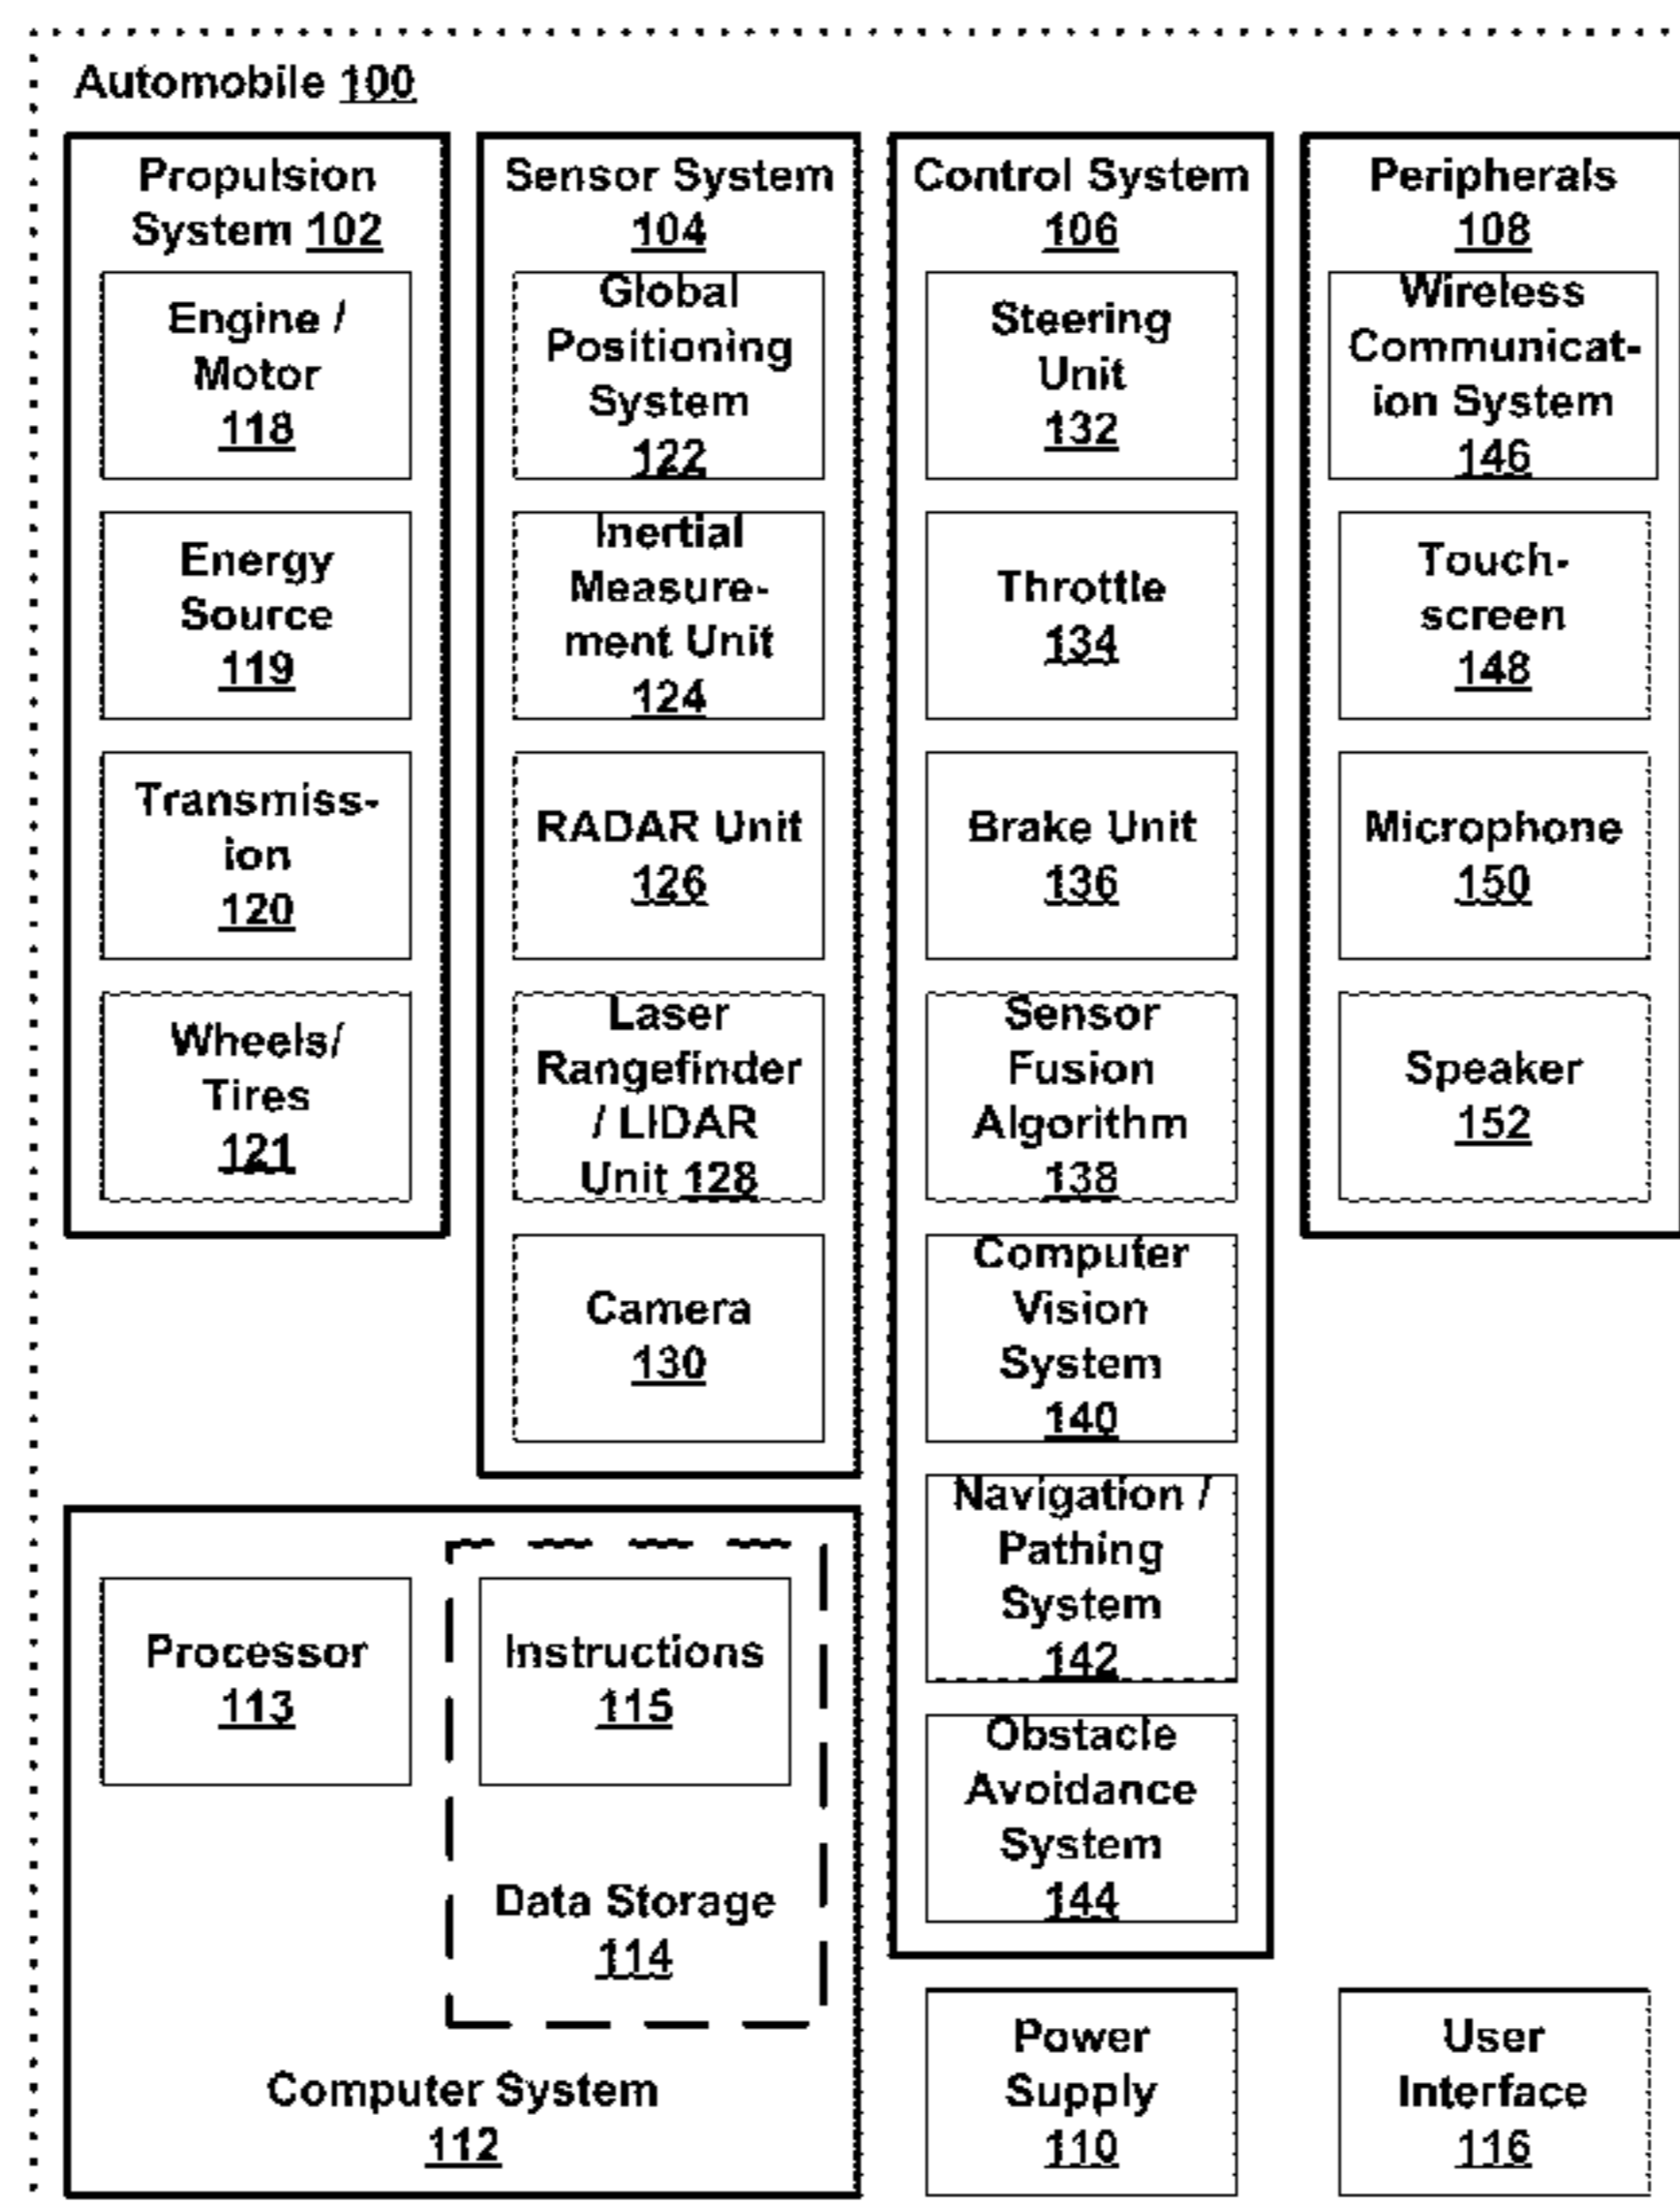 Automobile 100
Propulsion
System 102
Engine /
Motor
118
Energy
Source
119
Transmiss-
ion
120
Wheels/
Tires
121
Sensor System
104
Global
Positioning
System
122
Inertial
Measure-
ment Unit
124
RADAR Unit
126
Laser
Rangefinder
/ LIDAR
Unit 128
Camera
130
Control System
106
Steering
Unit
132
Throttle
134
Brake Unit
136
Sensor
Fusion
Algorithm
138
Computer
Vision
System
140
Navigation /
Pathing
System
142
Obstacle
Avoidance
System
144
Peripherals
108
Wireless
Communicat-
ion System
146
Touch-
screen
148
Microphone
150
Speaker
152
Processor
113
Instructions
115
Data Storage
114
Computer System
112
Power
Supply
110
User
Interface
116